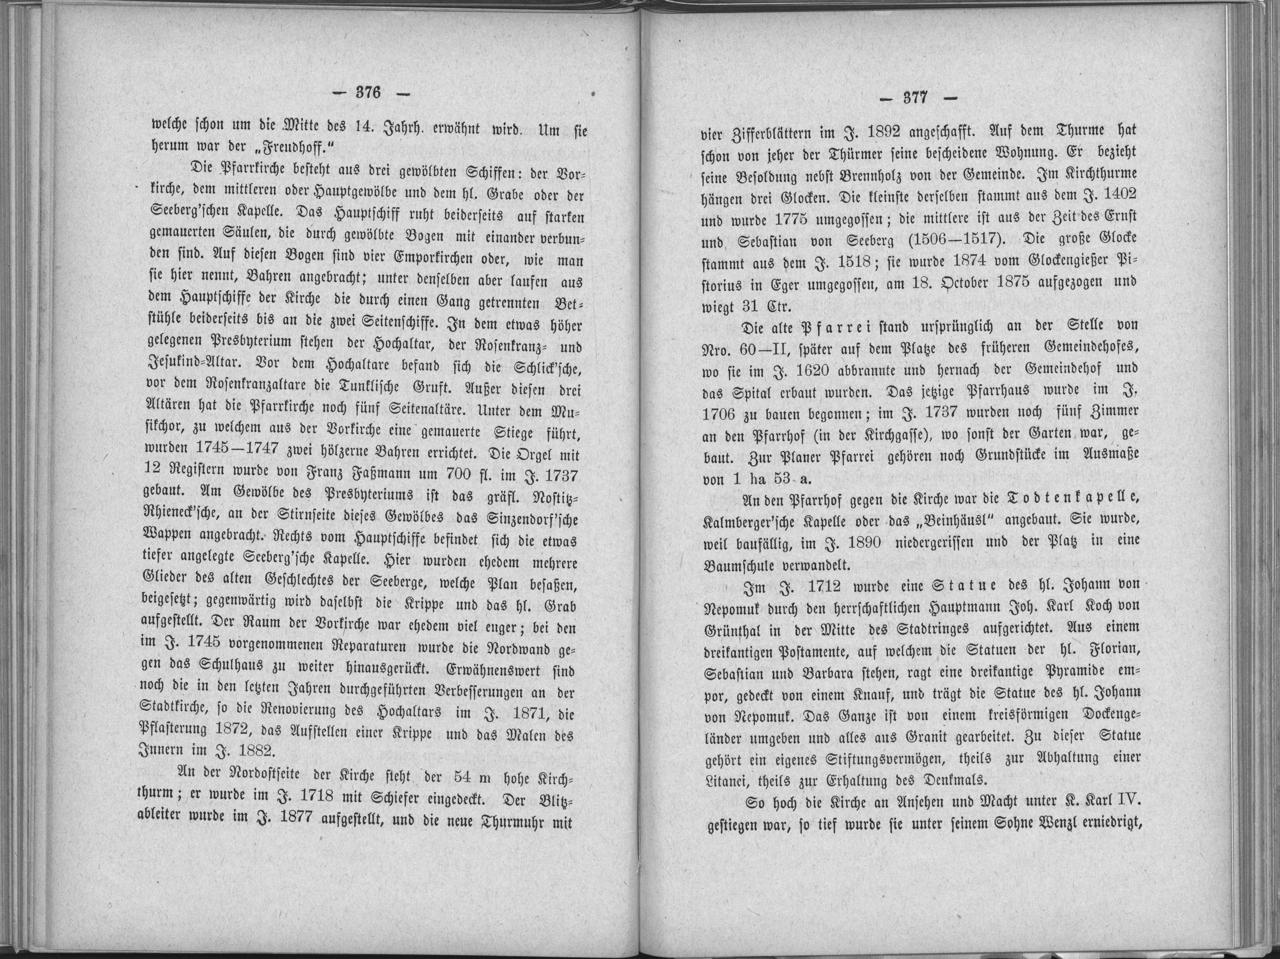 — 376 —
welche schon um die Mitte des 14. Jahrh. erwähnt wird. Um sie
herum war der „Freudhoff.“
Die Pfarrkirche besteht aus drei gewölbten Schiffen: der Vor-
kirche, dem mittleren oder Hauptgewölbe und dem hl. Grabe oder der
Seeberg'schen Kapelle. Das Hauptschiff ruht beiderseits auf starken
gemauerten Säulen, die durch gewölbte Bogen mit einander verbun-
den sind. Auf diesen Bogen sind vier Emporkirchen oder, wie man
sie hier nennt, Bahren angebracht; unter denselben aber laufen aus
dem Hauptschiffe der Kirche die durch einen Gang getrennten Bet-
stühle beiderseits bis an die zwei Seitenschiffe. In dem etwas höher
gelegenen Presbyterium stehen der Hochaltar, der Rosenkranz- und
Jesukind-Altar. Vor dem Hochaltare befand sich die Schlick'sche,
vor dem Rosenkranzaltare die Tunklische Gruft. Außer diesen drei
Altären hat die Pfarrkirche noch fünf Seitenaltäre. Unter dem Mu-
sikchor, zu welchem aus der Vorkirche eine gemauerte Stiege führt,
wurden 1745—1747 zwei hölzerne Bahren errichtet. Die Orgel mit
12 Registern wurde von Franz Faßmann um 700 fl. im J. 1737
gebaut. Am Gewölbe des Presbyteriums ist das gräfl. Nostitz-
Rhieneck'sche, an der Stirnseite dieses Gewölbes das Sinzendorf'sche
Wappen angebracht. Rechts vom Hauptschiffe befindet sich die etwas
tiefer angelegte Seeberg'sche Kapelle. Hier wurden ehedem mehrere
Glieder des alten Geschlechtes der Seeberge, welche Plan besaßen,
beigesetzt; gegenwärtig wird daselbst die Krippe und das hl. Grab
aufgestellt. Der Raum der Vorkirche war ehedem viel enger; bei den
im J. 1745 vorgenommenen Reparaturen wurde die Nordwand ge-
gen das Schulhaus zu weiter hinausgerückt. Erwähnenswert sind
noch die in den letzten Jahren durchgeführten Verbesserungen an der
Stadtkirche, so die Renovierung des Hochaltars im J. 1871, die
Pflasterung 1872, das Aufstellen einer Krippe und das Malen des
Innern im J. 1882.
An der Nordostseite der Kirche steht der 54 m hohe Kirch-
thurm; er wurde im J. 1718 mit Schiefer eingedeckt. Der Blitz-
ableiter wurde im J. 1877 aufgestellt, und die neue Thurmuhr mit
— 377 —
vier Zifferblättern im J. 1892 angeschafft. Auf dem Thurme hat
schon von jeher der Thürmer seine bescheidene Wohnung. Er bezieht
seine Besoldung nebst Brennholz von der Gemeinde. Im Kirchthurme
hängen drei Glocken. Die kleinste derselben stammt aus dem J. 1402
und wurde 1775 umgegossen; die mittlere ist aus der Zeit des Ernst
und Sebastian von Seeberg (1506—1517). Die große Glocke
stammt aus dem J. 1518; sie wurde 1874 vom Glockengießer Pi-
storius in Eger umgegossen, am 18. October 1875 aufgezogen und
wiegt 31 Ctr.
Die alte Pfarrei stand ursprünglich an der Stelle von
Nro. 60—II, später auf dem Platze des früheren Gemeindehofes,
wo sie im J. 1620 abbrannte und hernach der Gemeindehof und
das Spital erbaut wurden. Das jetzige Pfarrhaus wurde im J.
1706 zu bauen begonnen; im J. 1737 wurden noch fünf Zimmer
an den Pfarrhof (in der Kirchgasse), wo sonst der Garten war, ge-
baut. Zur Planer Pfarrei gehören noch Grundstücke im Ausmaße
von 1 ha 53 a.
An den Pfarrhof gegen die Kirche war die Todtenkapelle,
Kalmberger'sche Kapelle oder das „Beinhäusl“ angebaut. Sie wurde,
weil baufällig, im J. 1890 niedergerissen und der Platz in eine
Baumschule verwandelt.
Im J. 1712 wurde eine Statue des hl. Johann von
Nepomuk durch den herrschaftlichen Hauptmann Joh. Karl Koch von
Grünthal in der Mitte des Stadtringes aufgerichtet. Aus einem
dreikantigen Postamente, auf welchem die Statuen der hl. Florian,
Sebastian und Barbara stehen, ragt eine dreikantige Pyramide em-
por, gedeckt von einem Knauf, und trägt die Statue des hl. Johann
von Nepomuk. Das Ganze ist von einem kreisförmigen Dockenge-
länder umgeben und alles aus Granit gearbeitet. Zu dieser Statue
gehört ein eigenes Stiftungsvermögen, theils zur Abhaltung einer
Litanei, theils zur Erhaltung des Denkmals.
So hoch die Kirche an Ansehen und Macht unter K. Karl IV.
gestiegen war, so tief wurde sie unter seinem Sohne Wenzl erniedrigt,